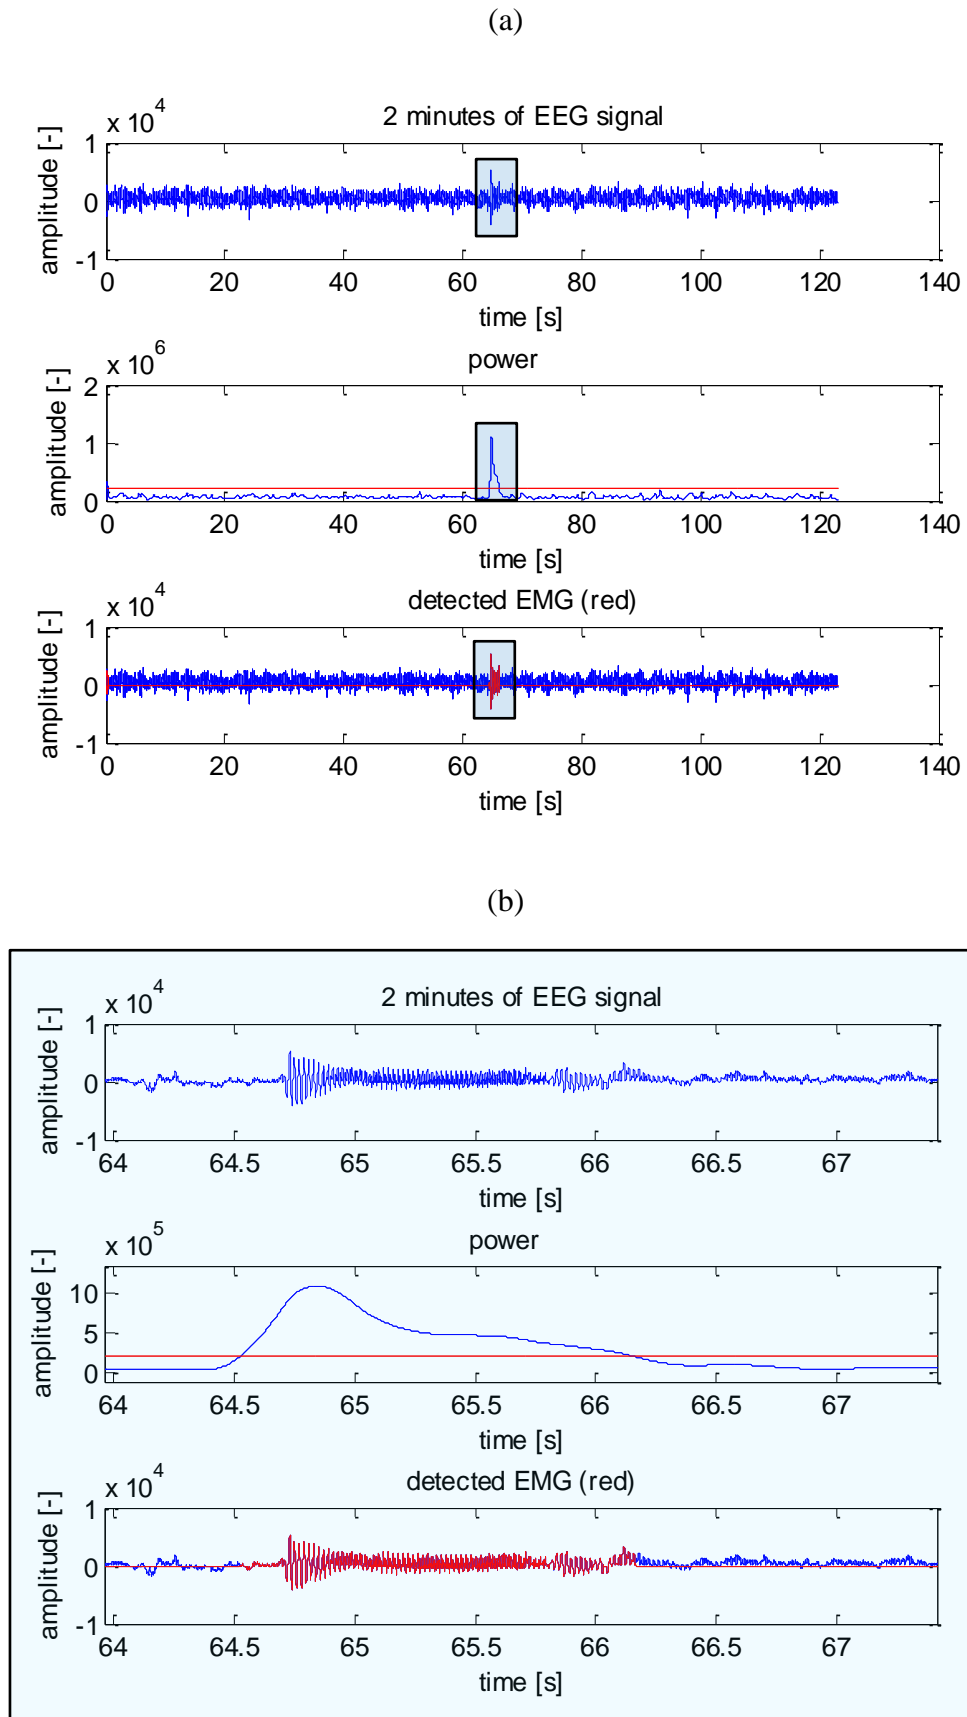 (a)
2 minutes of EEG signal
x 10^4
amplitude [-]
1
0
-1
0 20 40 60 80 100 120 140
time [s]
power
x 10^6
amplitude [-]
2
1
0
0 20 40 60 80 100 120 140
time [s]
detected EMG (red)
x 10^4
amplitude [-]
1
0
-1
0 20 40 60 80 100 120 140
time [s]
(b)
2 minutes of EEG signal
x 10^4
amplitude [-]
1
0
-1
64 64.5 65 65.5 66 66.5 67
time [s]
power
x 10^5
amplitude [-]
10
5
0
64 64.5 65 65.5 66 66.5 67
time [s]
detected EMG (red)
x 10^4
amplitude [-]
1
0
-1
64 64.5 65 65.5 66 66.5 67
time [s]